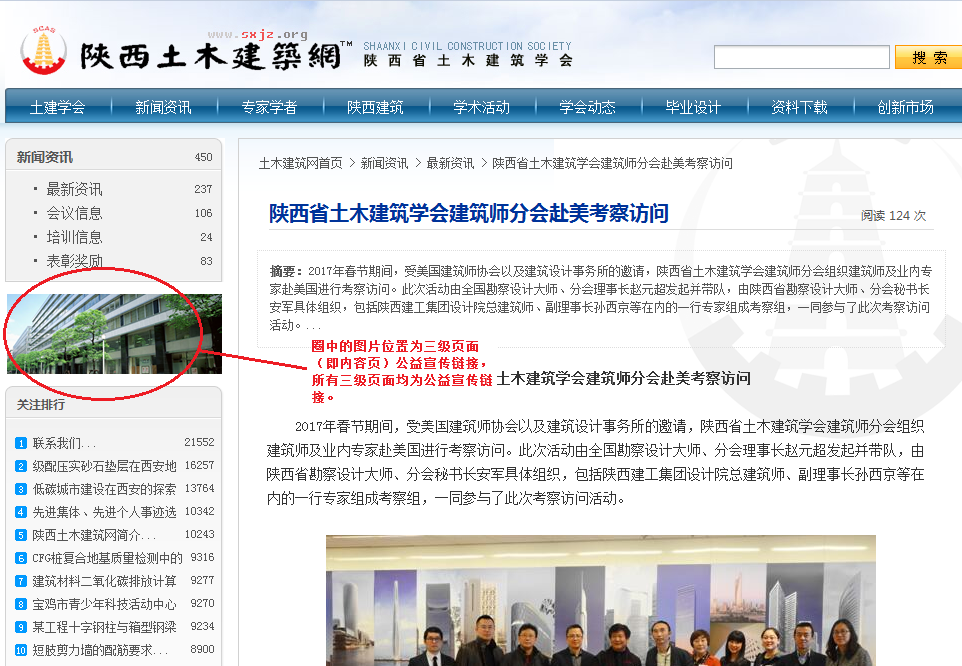 SCAS
www.sxjz.org
陕西土木建築網™
SHAANXI CIVIL CONSTRUCTION SOCIETY
陕西省土木建筑学会
搜 索
土建学会 新闻资讯 专家学者 陕西建筑 学术活动 学会动态 毕业设计 资料下载 创新市场
新闻资讯 450
· 最新资讯 237
· 会议信息 106
· 培训信息 24
· 表彰奖励 83
关注排行
1 联系我们... 21552
2 级配压实砂石垫层在西安地 16257
3 低碳城市建设在西安的探索 13764
4 先进集体、先进个人事迹选 10342
5 陕西土木建筑网简介... 10243
6 CFG桩复合地基质量检测中的 9316
7 建筑材料二氧化碳排放计算 9277
8 宝鸡市青少年科技活动中心 9270
9 某工程十字钢柱与箱型钢梁 9234
10 短肢剪力墙的配筋要求... 8900
土木建筑网首页 > 新闻资讯 > 最新资讯 > 陕西省土木建筑学会建筑师分会赴美考察访问
陕西省土木建筑学会建筑师分会赴美考察访问
阅读 124 次
摘要：2017年春节期间，受美国建筑师协会以及建筑设计事务所的邀请，陕西省土木建筑学会建筑师分会组织建筑师及业内专
家赴美国进行考察访问。此次活动由全国勘察设计大师、分会理事长赵元超发起并带队，由陕西省勘察设计大师、分会秘书长
安军具体组织，包括陕西建工集团设计院总建筑师、副理事长孙西京等在内的一行专家组成考察组，一同参与了此次考察访问
活动。...
圈中的图片位置为三级页面
（即内容页）公益宣传链接，
所有三级页面均为公益宣传链
接。
土木建筑学会建筑师分会赴美考察访问
2017年春节期间，受美国建筑师协会以及建筑设计事务所的邀请，陕西省土木建筑学会建筑师分会组织
建筑师及业内专家赴美国进行考察访问。此次活动由全国勘察设计大师、分会理事长赵元超发起并带队，由
陕西省勘察设计大师、分会秘书长安军具体组织，包括陕西建工集团设计院总建筑师、副理事长孙西京等在
内的一行专家组成考察组，一同参与了此次考察访问活动。